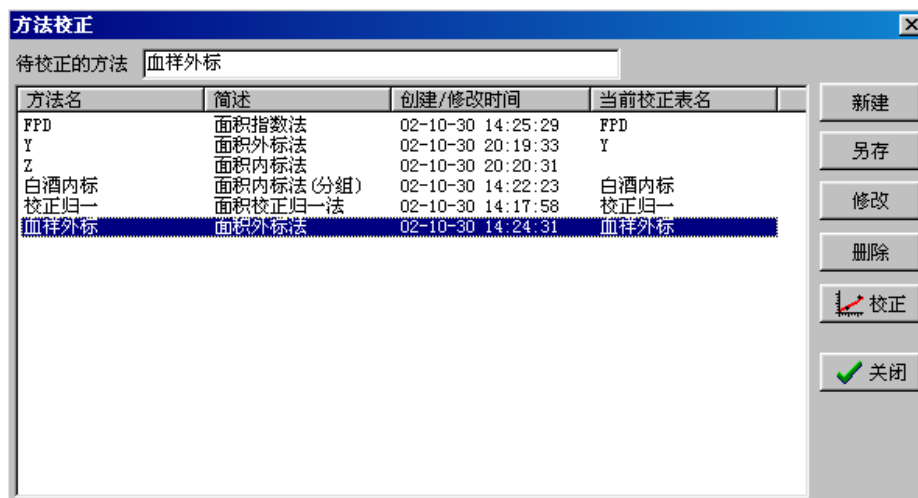 方法校正
待校正的方法 血样外标
方法名 简述 创建/修改时间 当前校正表名
FPD 面积指数法 02-10-30 14:25:29 FPD
Y 面积外标法 02-10-30 20:19:33 Y
Z 面积内标法 02-10-30 20:20:31
白酒内标 面积内标法(分组) 02-10-30 14:22:23 白酒内标
校正归一 面积校正归一法 02-10-30 14:17:58 校正归一
血样外标 面积外标法 02-10-30 14:24:31 血样外标
新建
另存
修改
删除
校正
关闭